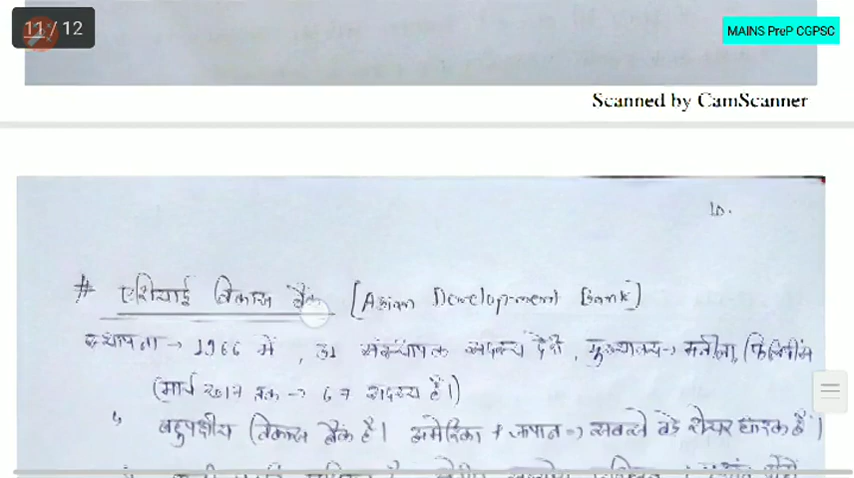 11 / 12
MAINS PreP CGPSC
Scanned by CamScanner
10.
# एशियाई विकास बैंक [Asian Development Bank]
स्थापना → 1966 में, 31 संस्थापक सदस्य देश, मुख्यालय → मनीला, (फिलिपींस
(मार्च 2017 तक → 67 सदस्य हैं।)
बहुपक्षीय विकास बैंक है। अमेरिका + जापान → सबसे बड़े शेयर धारक हैं।